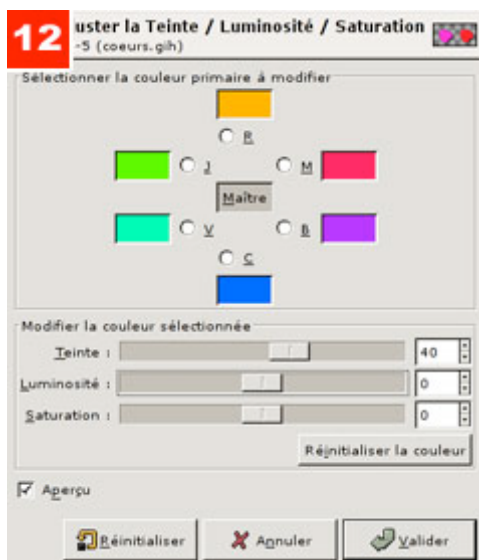 12
uster la Teinte / Luminosité / Saturation
-5 (coeurs.gih)
Sélectionner la couleur primaire à modifier
R
J M
Maître
V B
C
Modifier la couleur sélectionnée
Teinte : 40
Luminosité : 0
Saturation : 0
Réinitialiser la couleur
Aperçu
Réinitialiser Annuler Valider